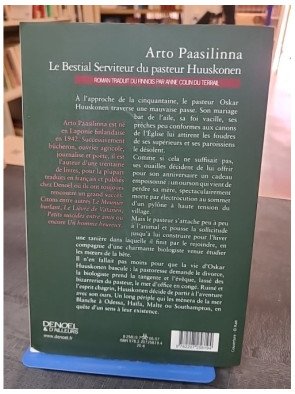 Arto Paasilinna
Le Bestial Serviteur du pasteur Huuskonen
ROMAN TRADUIT DU FINNOIS PAR ANNE COLIN DU TERRAIL
À l'approche de la cinquantaine, le pasteur Oskar
Huuskonen traverse une mauvaise passe. Son mariage
bat de l'aile, sa foi vacille, ses
prêches peu conformes aux canons
de l'Église lui attirent les foudres
de ses supérieurs et ses paroissiens
le désolent.
Comme si cela ne suffisait pas,
ses ouailles décident de lui offrir
pour son anniversaire un cadeau
empoisonné : un ourson qui vient de
perdre sa mère, spectaculairement
morte par électrocution au sommet
d'un pylône à haute tension du
village.
Mais le pasteur s'attache peu à peu
à l'animal et pousse la sollicitude
jusqu'à lui construire pour l'hiver
une tanière dans laquelle il finit par le rejoindre, en
compagnie d'une charmante biologiste venue étudier
les mœurs de la bête.
Il n'en fallait pas moins pour que la vie d'Oskar
Huuskonen bascule : la pastoresse demande le divorce,
la biologiste prend la tangente et l'évêque, lassé des
bizarreries du pasteur, le met d'office en congé. Ruiné et
l'esprit chagrin, Huuskonen décide de partir à l'aventure
avec son ours. Un long périple qui les mènera de la mer
Blanche à Odessa, Haïfa, Malte ou Southampton, en
quête d'un sens à leur existence.
Arto Paasilinna est né
en Laponie finlandaise
en 1942. Successivement
bûcheron, ouvrier agricole,
journaliste et poète, il est
l'auteur d'une trentaine
de livres, pour la plupart
traduits en français et publiés
chez Denoël où ils ont toujours
rencontré un grand succès.
Citons entre autres Le Meunier
hurlant, Le Lièvre de Vatanen,
Petits suicides entre amis ou
encore Un homme heureux.
DENOËL
& D'AILLEURS
www.denoel.fr